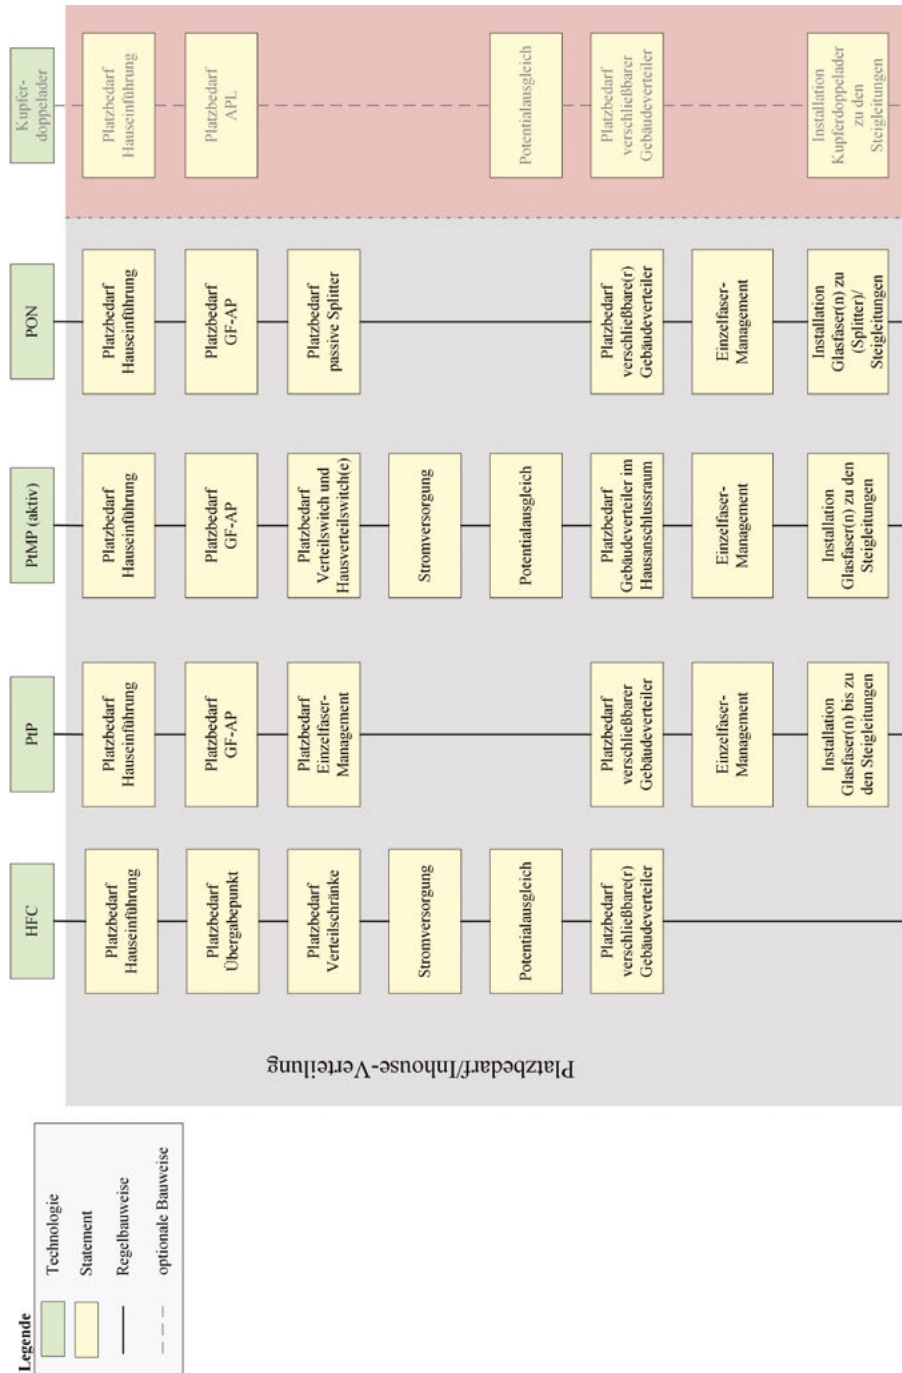 Legende
Technologie
Statement
Regelbauweise
optionale Bauweise
Platzbedarf/Inhouse-Verteilung
HFC
Platzbedarf
Hauseinführung
Platzbedarf
Übergabepunkt
Platzbedarf
Verteilschränke
Stromversorgung
Potentialausgleich
Platzbedarf
verschließbare(r)
Gebäudeverteiler
PtP
Platzbedarf
Hauseinführung
Platzbedarf
GF-AP
Platzbedarf
Einzelfaser-
Management
Platzbedarf
verschließbarer
Gebäudeverteiler
Einzelfaser-
Management
Installation
Glasfaser(n) bis zu
den Steigleitungen
PtMP (aktiv)
Platzbedarf
Hauseinführung
Platzbedarf
GF-AP
Platzbedarf
Verteilswitch und
Hausverteilswitch(e)
Stromversorgung
Potentialausgleich
Platzbedarf
Gebäudeverteiler im
Hausanschlussraum
Einzelfaser-
Management
Installation
Glasfaser(n) zu den
Steigleitungen
PON
Platzbedarf
Hauseinführung
Platzbedarf
GF-AP
Platzbedarf
passive Splitter
Platzbedarf
verschließbare(r)
Gebäudeverteiler
Einzelfaser-
Management
Installation
Glasfaser(n) zu
(Splitter)/
Steigleitungen
Kupfer-
doppelader
Platzbedarf
Hauseinführung
Platzbedarf
APL
Potentialausgleich
Platzbedarf
verschließbarer
Gebäudeverteiler
Installation
Kupferdoppelader
zu den
Steigleitungen